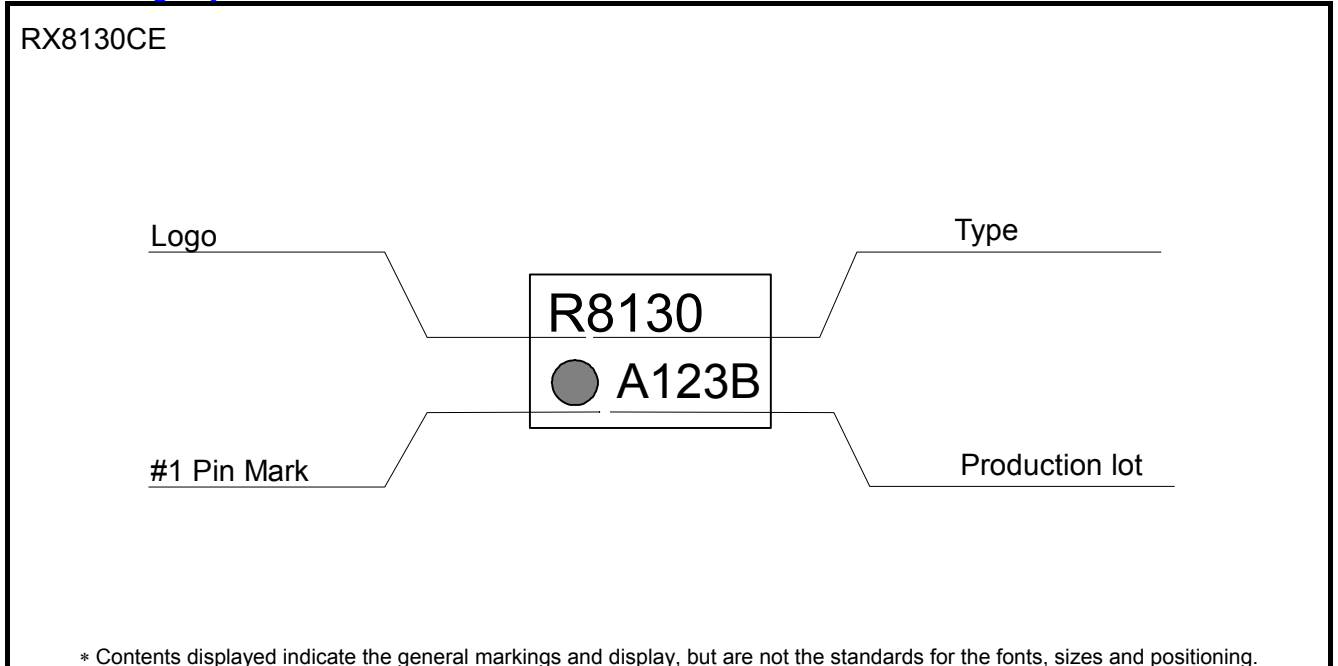 RX8130CE
Logo
Type
R8130
A123B
#1 Pin Mark
Production lot
* Contents displayed indicate the general markings and display, but are not the standards for the fonts, sizes and positioning.